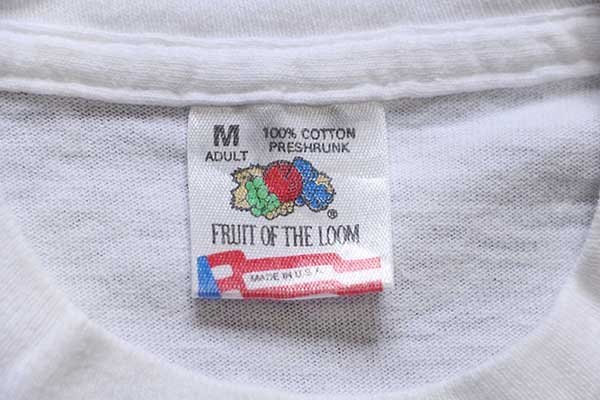 M 100% COTTON
ADULT PRESHRUNK
®
FRUIT OF THE LOOM
MADE IN U.S.A.